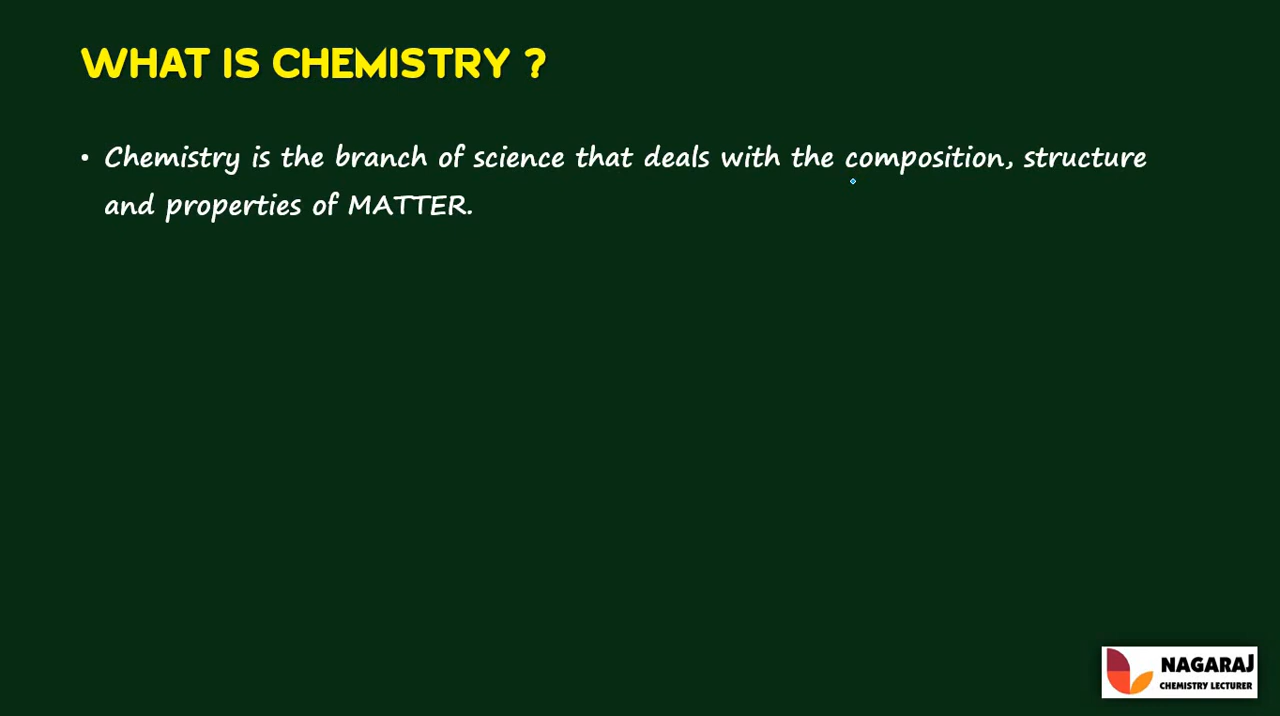 WHAT IS CHEMISTRY ?
• Chemistry is the branch of science that deals with the composition, structure
and properties of MATTER.
NAGARAJ
CHEMISTRY LECTURER